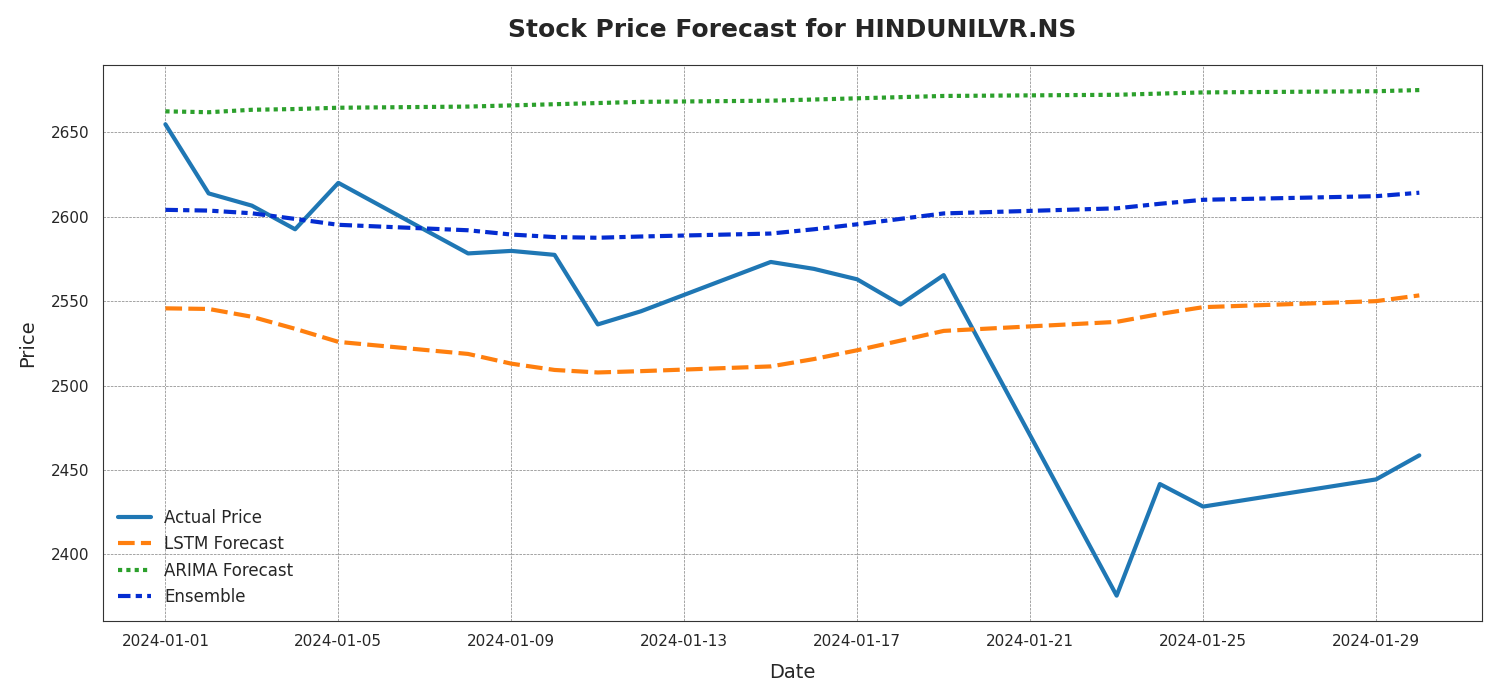 Stock Price Forecast for HINDUNILVR.NS
Price
2650
2600
2550
2500
2450
2400
Actual Price
LSTM Forecast
ARIMA Forecast
Ensemble
2024-01-01 2024-01-05 2024-01-09 2024-01-13 2024-01-17 2024-01-21 2024-01-25 2024-01-29
Date